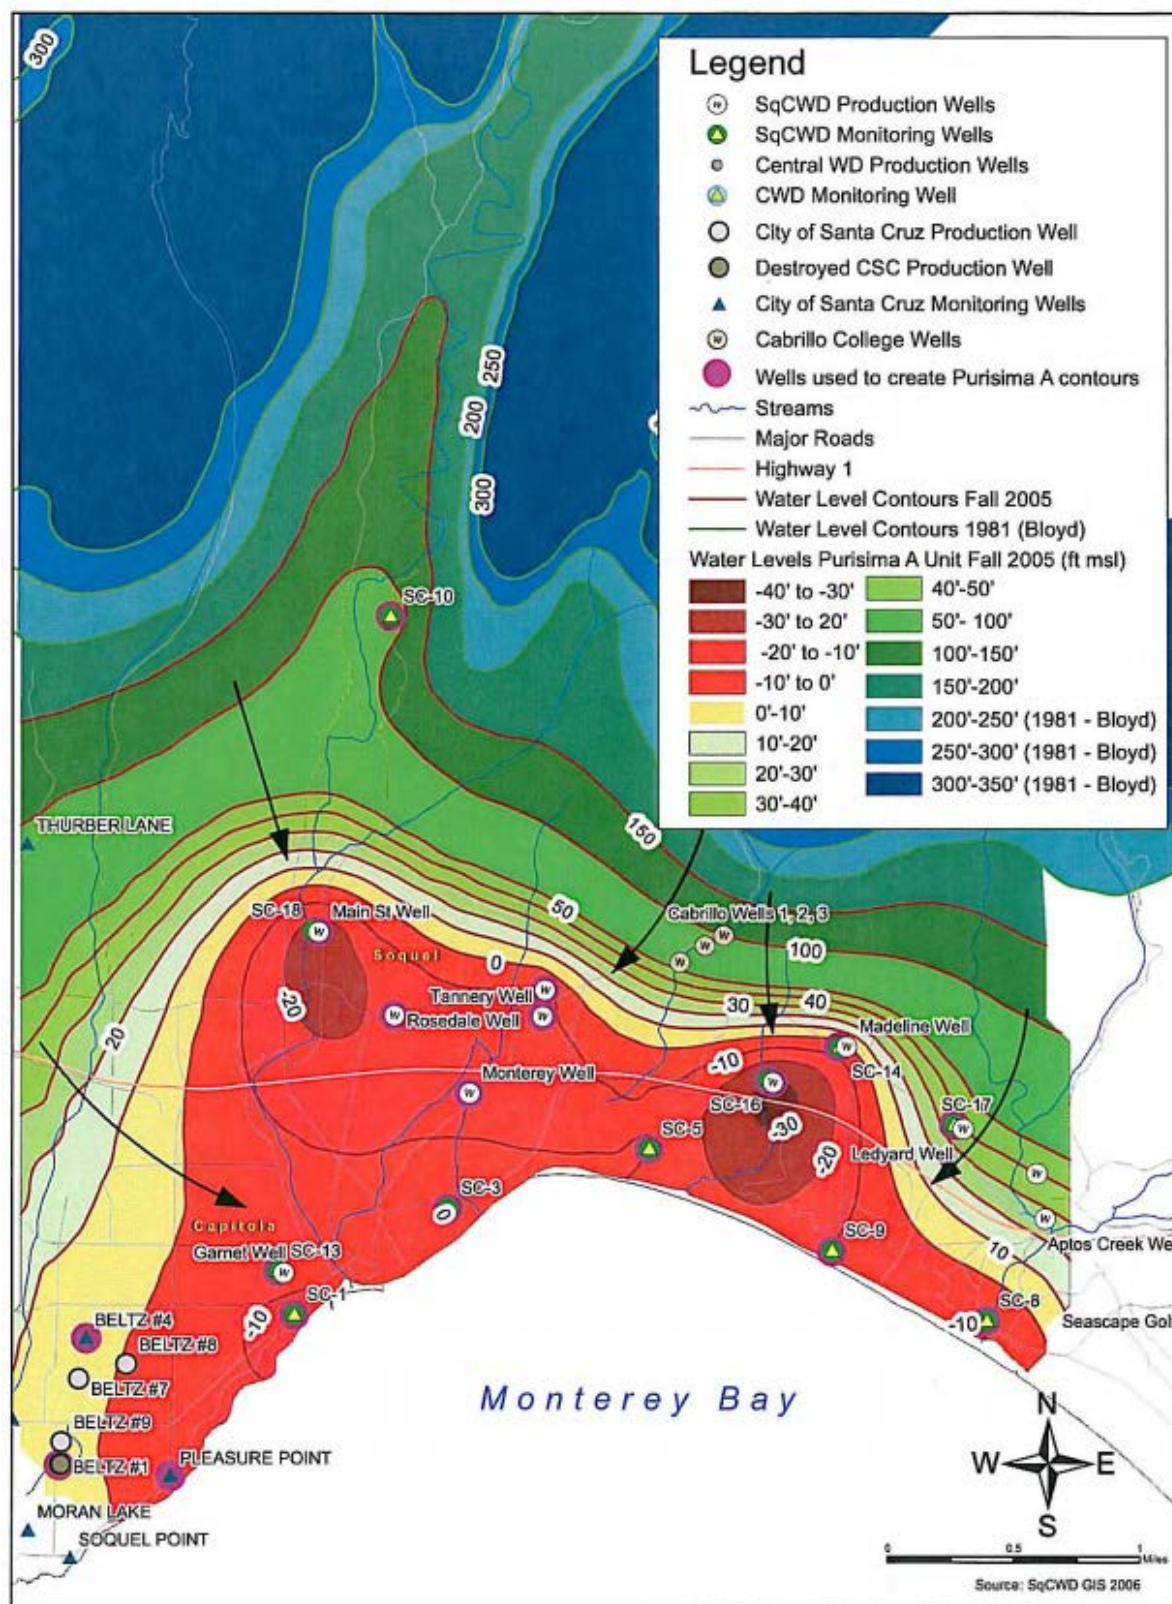 300
Legend
SqCWD Production Wells
SqCWD Monitoring Wells
Central WD Production Wells
CWD Monitoring Well
City of Santa Cruz Production Well
Destroyed CSC Production Well
City of Santa Cruz Monitoring Wells
Cabrillo College Wells
Wells used to create Purisima A contours
Streams
Major Roads
Highway 1
Water Level Contours Fall 2005
Water Level Contours 1981 (Bloyd)
Water Levels Purisima A Unit Fall 2005 (ft msl)
-40' to -30'
-30' to 20'
-20' to -10'
-10' to 0'
0'-10'
10'-20'
20'-30'
30'-40'
40'-50'
50'- 100'
100'-150'
150'-200'
200'-250' (1981 - Bloyd)
250'-300' (1981 - Bloyd)
300'-350' (1981 - Bloyd)
250
200
300
SC-10
THURBER LANE
150
50
Cabrillo Wells 1, 2, 3
100
SC-18
Main St Well
Soquel
0
-20
Tannery Well
Rosedale Well
30
40
20
Madeline Well
-10
SC-14
Monterey Well
SC-16
-30
SC-17
SC-5
-20
Ledyard Well
SC-3
0
Capitola
Garnet Well
SC-13
SC-9
10
Aptos Creek We
SC-1
-10
SC-8
-10
Seascape Gol
BELTZ #4
BELTZ #8
BELTZ #7
BELTZ #9
BELTZ #1
PLEASURE POINT
MORAN LAKE
SOQUEL POINT
Monterey Bay
N
W
E
S
0
0.5
1
Miles
Source: SqCWD GIS 2006